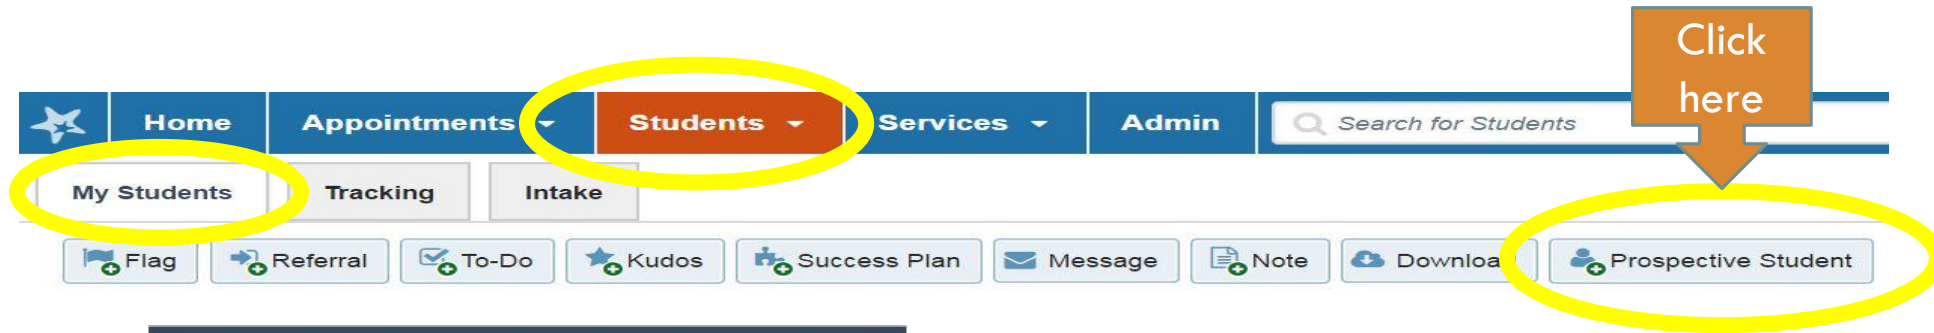 Click
here
Home Appointments Students Services Admin Search for Students
My Students Tracking Intake
Flag Referral To-Do Kudos Success Plan Message Note Download Prospective Student